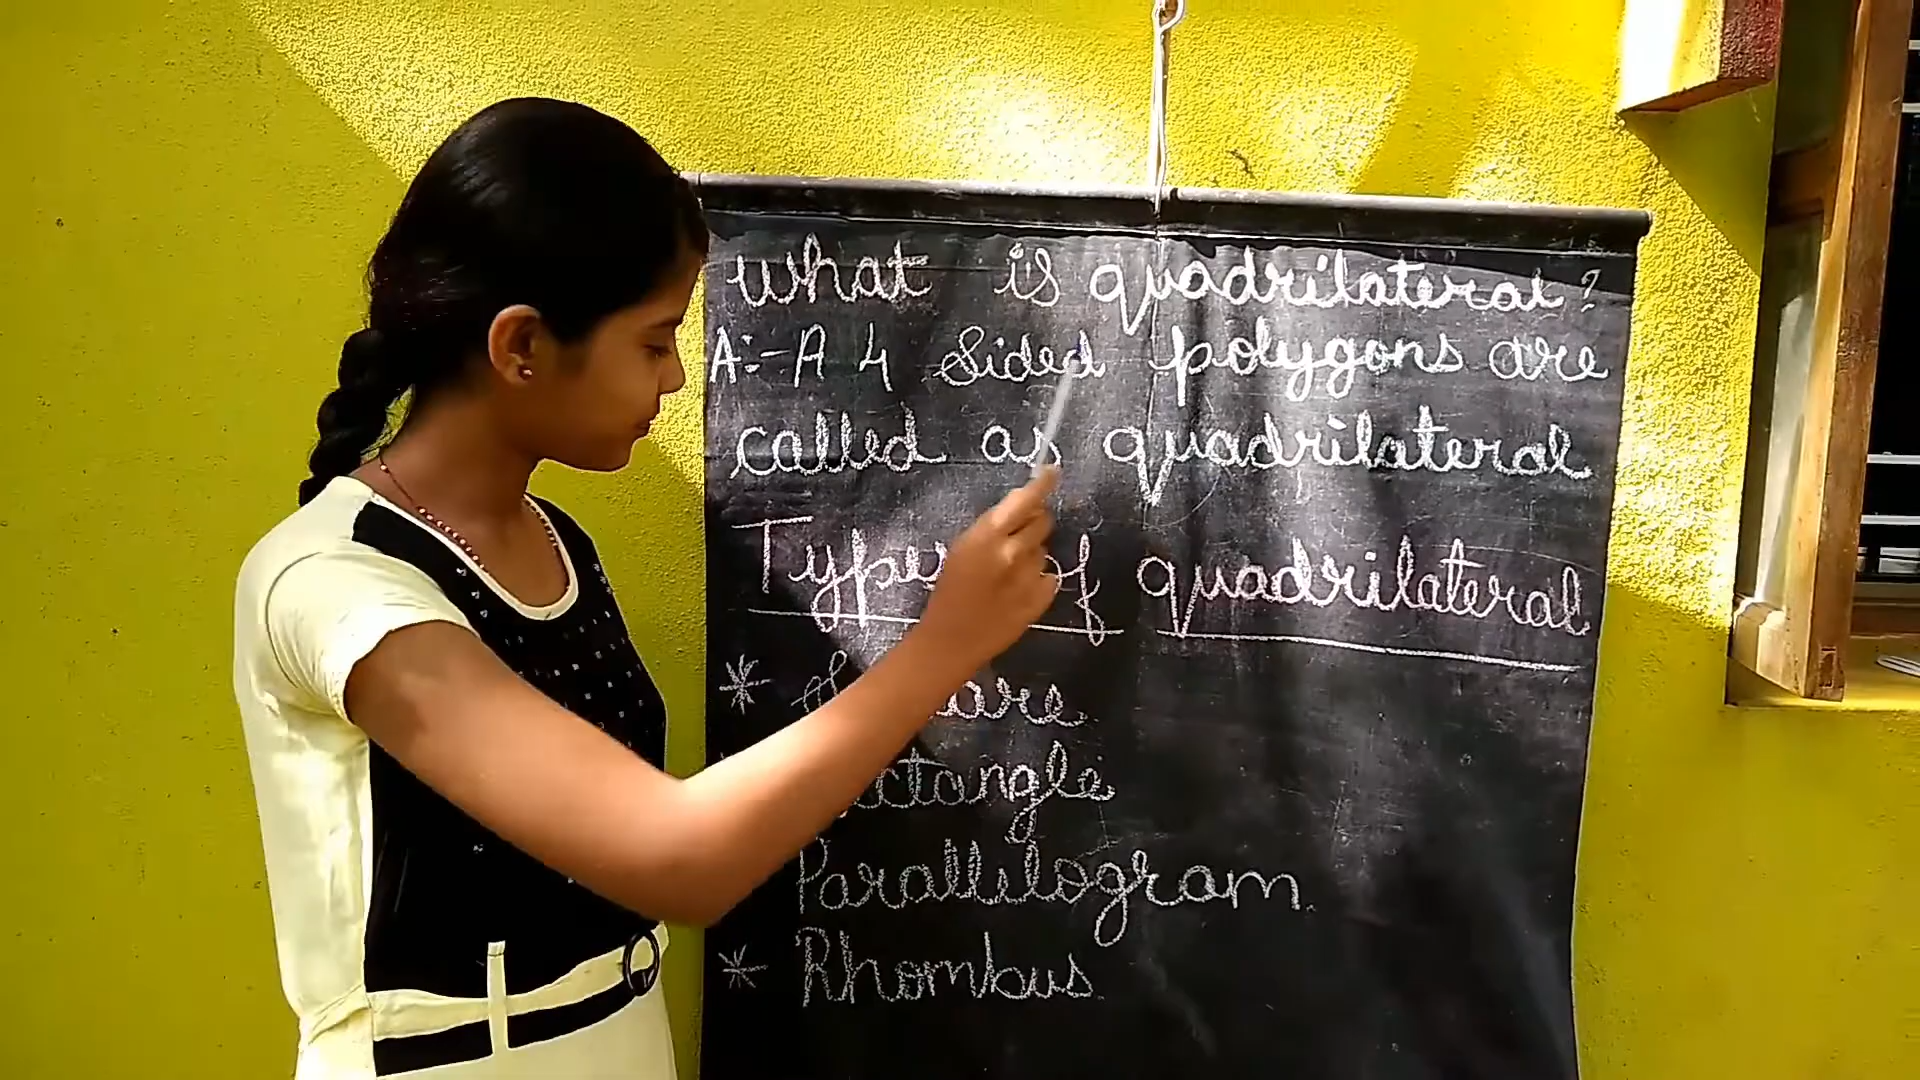 what is quadrilateral?
A:- A 4 sided polygons are
called as quadrilateral
Types of quadrilateral
* Square
Rectangle
Parallelogram
* Rhombus